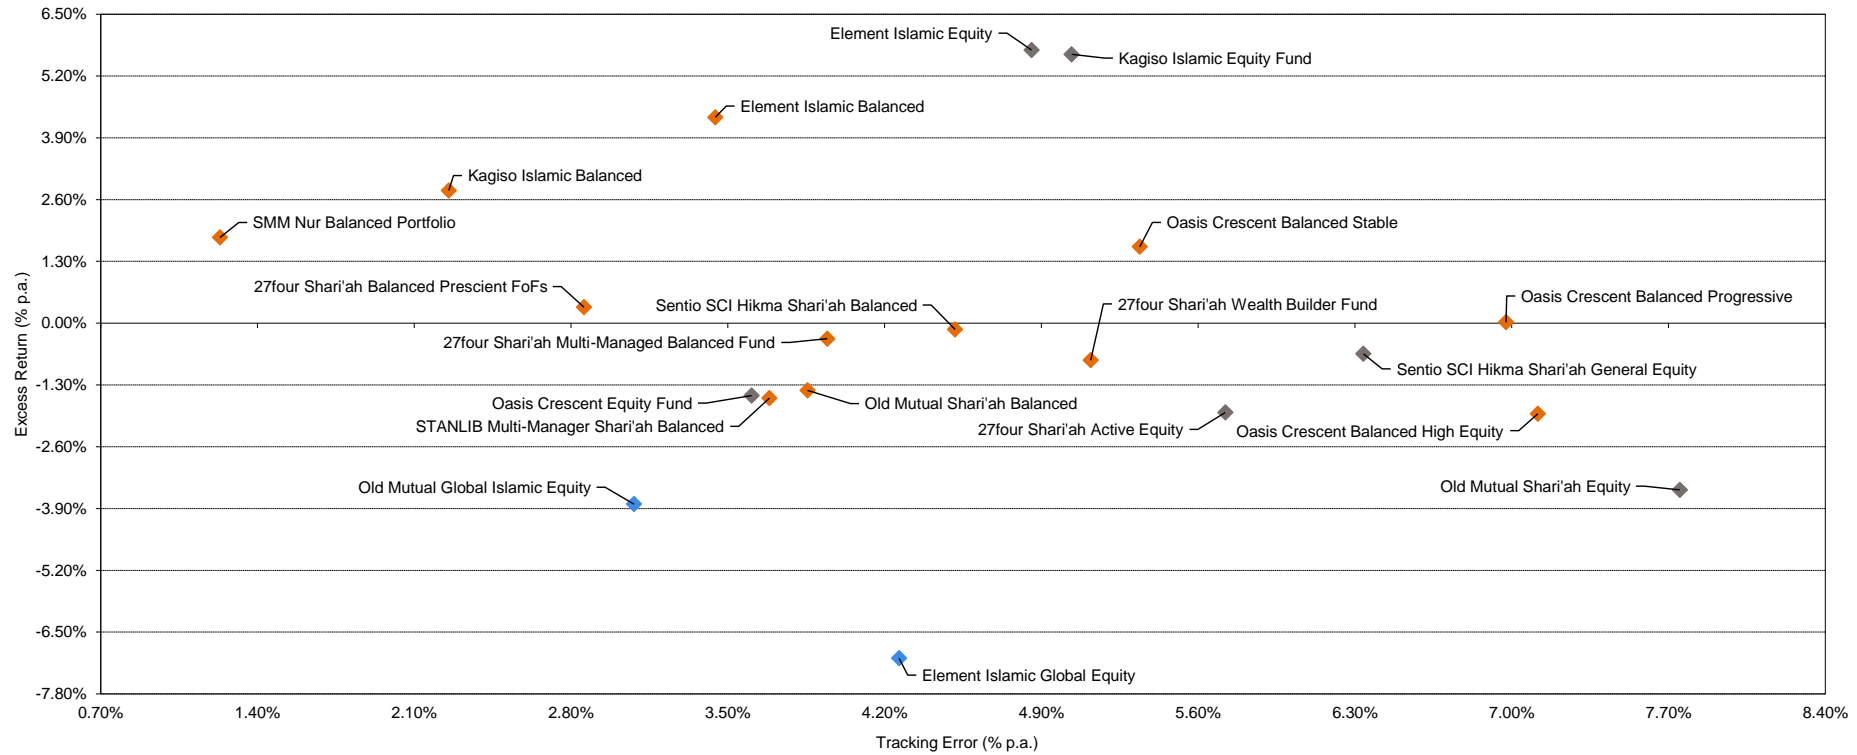 6.50%
Element Islamic Equity
Kagiso Islamic Equity Fund
5.20%
Element Islamic Balanced
3.90%
Kagiso Islamic Balanced
2.60%
SMM Nur Balanced Portfolio
Oasis Crescent Balanced Stable
1.30%
27four Shari'ah Balanced Prescient FoFs
Sentio SCI Hikma Shari'ah Balanced
27four Shari'ah Wealth Builder Fund
Oasis Crescent Balanced Progressive
0.00%
27four Shari'ah Multi-Managed Balanced Fund
Sentio SCI Hikma Shari'ah General Equity
-1.30%
Oasis Crescent Equity Fund
Old Mutual Shari'ah Balanced
STANLIB Multi-Manager Shari'ah Balanced
27four Shari'ah Active Equity
Oasis Crescent Balanced High Equity
-2.60%
Old Mutual Global Islamic Equity
Old Mutual Shari'ah Equity
-3.90%
-5.20%
-6.50%
Element Islamic Global Equity
-7.80%
Excess Return (% p.a.)
0.70% 1.40% 2.10% 2.80% 3.50% 4.20% 4.90% 5.60% 6.30% 7.00% 7.70% 8.40%
Tracking Error (% p.a.)